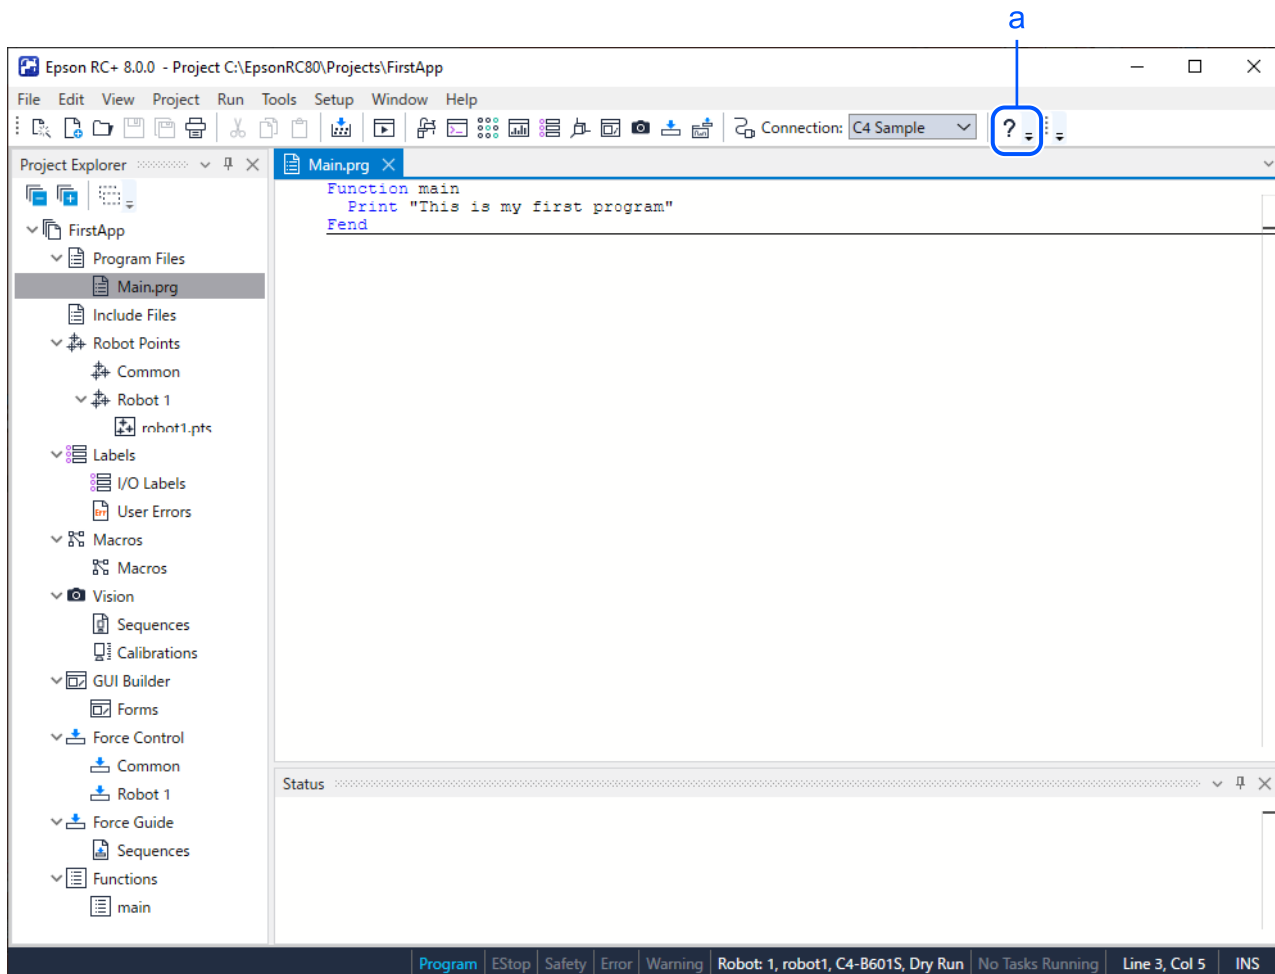 a
Epson RC+ 8.0.0 - Project C:\EpsonRC80\Projects\FirstApp
File Edit View Project Run Tools Setup Window Help
Connection: C4 Sample ?
Project Explorer
Main.prg
Function main
Print "This is my first program"
Fend
FirstApp
Program Files
Main.prg
Include Files
Robot Points
Common
Robot 1
robot1.pts
Labels
I/O Labels
Err User Errors
Macros
Macros
Vision
Sequences
Calibrations
GUI Builder
Forms
Force Control
Common
Robot 1
Force Guide
Sequences
Functions
main
Status
Program EStop Safety Error Warning Robot: 1, robot1, C4-B601S, Dry Run No Tasks Running Line 3, Col 5 INS